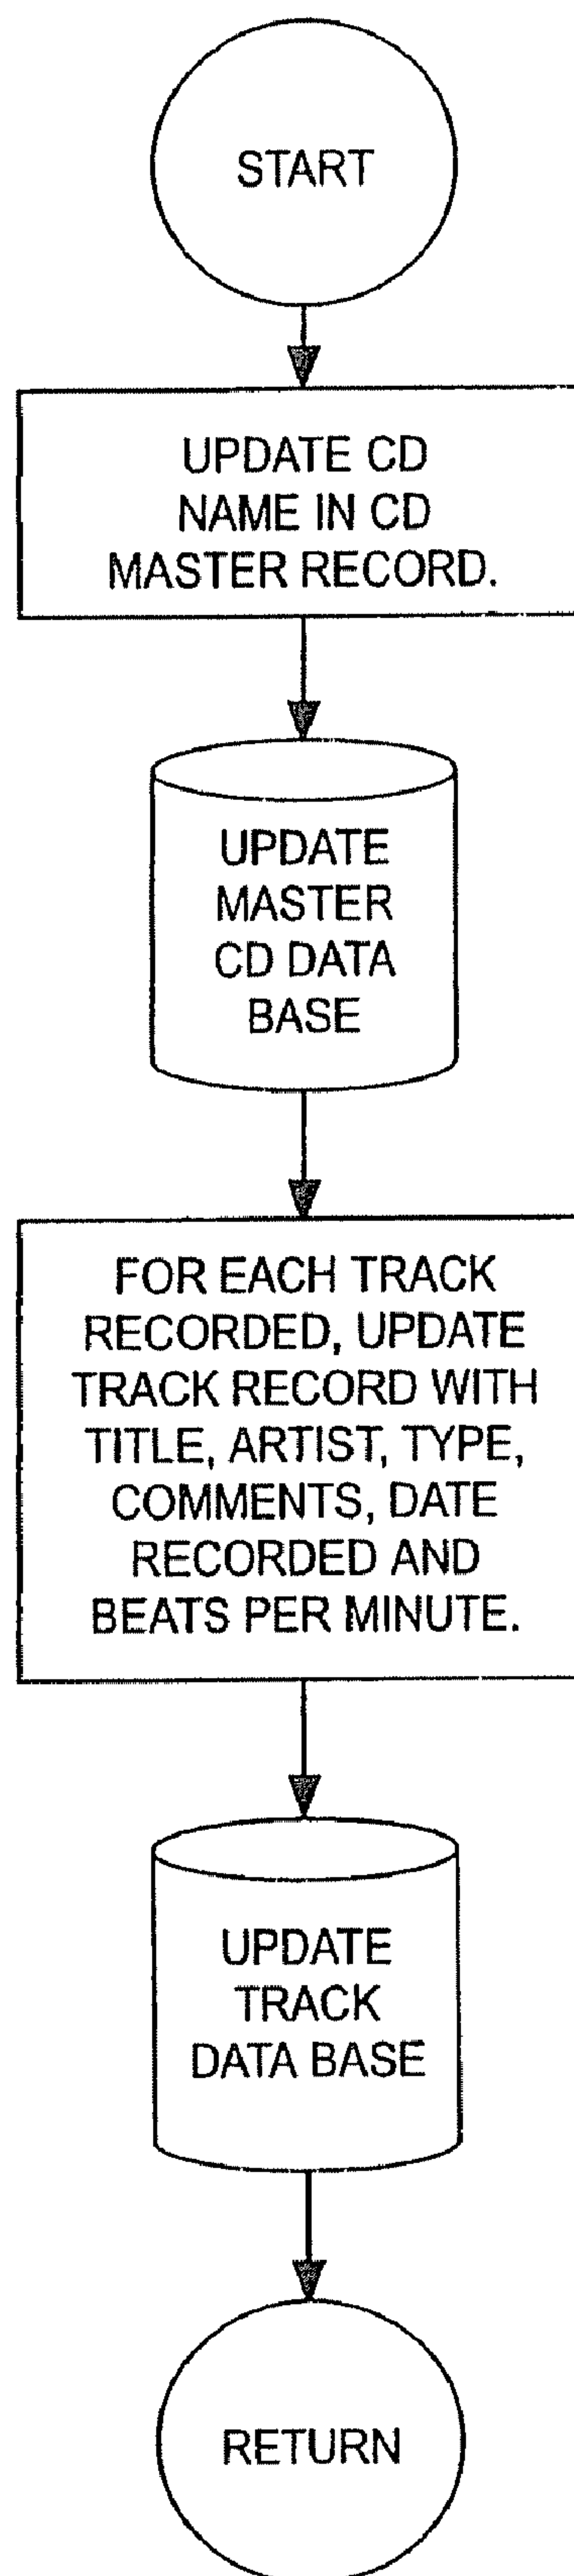 START
UPDATE CD
NAME IN CD
MASTER RECORD.
UPDATE
MASTER
CD DATA
BASE
FOR EACH TRACK
RECORDED, UPDATE
TRACK RECORD WITH
TITLE, ARTIST, TYPE,
COMMENTS, DATE
RECORDED AND
BEATS PER MINUTE.
UPDATE
TRACK
DATA BASE
RETURN